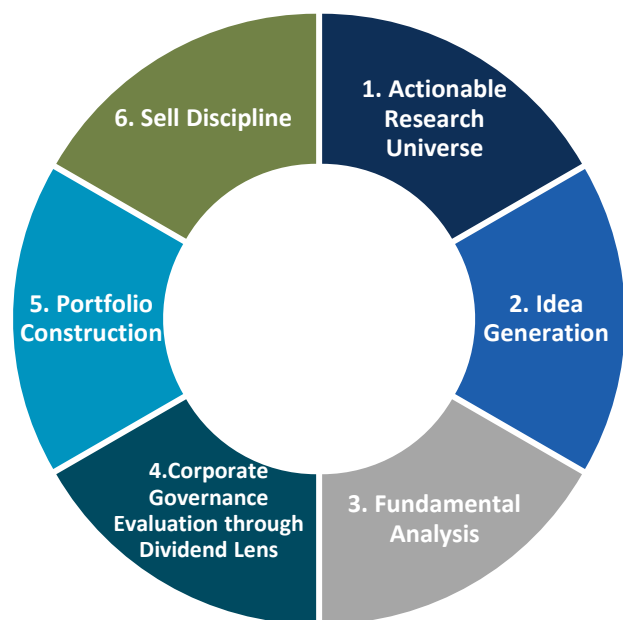 1. Actionable
Research
Universe
2. Idea
Generation
3. Fundamental
Analysis
4.Corporate
Governance
Evaluation through
Dividend Lens
5. Portfolio
Construction
6. Sell Discipline